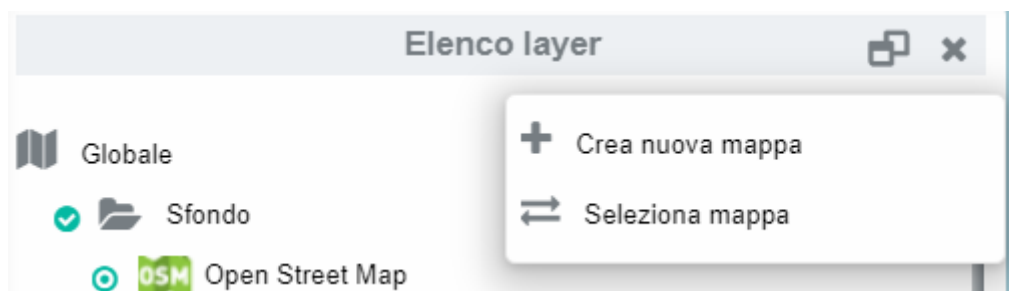 Elenco layer
Globale
Crea nuova mappa
Sfondo
Seleziona mappa
OSM Open Street Map